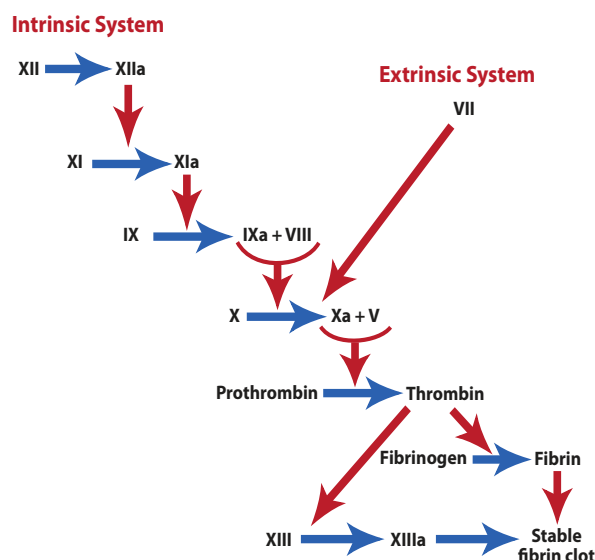 Intrinsic System
XII XIIa
Extrinsic System
VII
XI XIa
IX IXa + VIII
X Xa + V
Prothrombin Thrombin
Fibrinogen Fibrin
XIII XIIIa Stable
fibrin clot